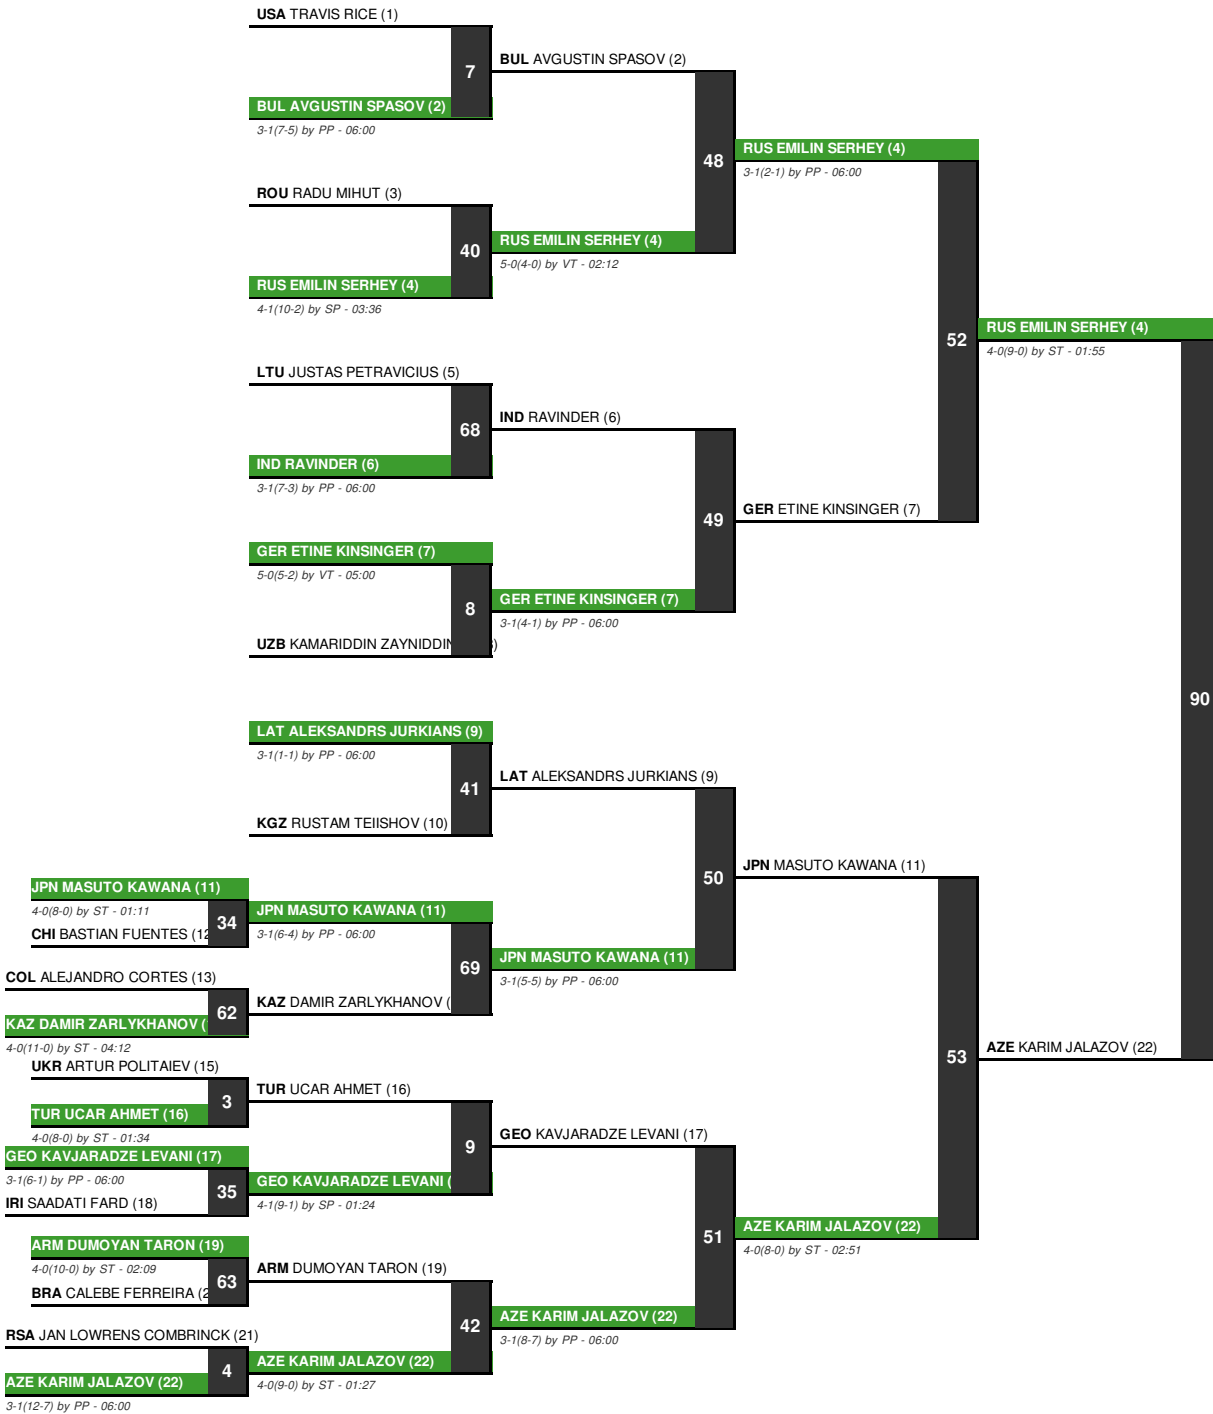 USA TRAVIS RICE (1)
7
BUL AVGUSTIN SPASOV (2)
BUL AVGUSTIN SPASOV (2)
3-1(7-5) by PP - 06:00
48
RUS EMILIN SERHEY (4)
3-1(2-1) by PP - 06:00
ROU RADU MIHUT (3)
40
RUS EMILIN SERHEY (4)
5-0(4-0) by VT - 02:12
RUS EMILIN SERHEY (4)
4-1(10-2) by SP - 03:36
52
RUS EMILIN SERHEY (4)
4-0(9-0) by ST - 01:55
LTU JUSTAS PETRAVICIUS (5)
68
IND RAVINDER (6)
IND RAVINDER (6)
3-1(7-3) by PP - 06:00
49
GER ETINE KINSINGER (7)
GER ETINE KINSINGER (7)
5-0(5-2) by VT - 05:00
8
GER ETINE KINSINGER (7)
3-1(4-1) by PP - 06:00
UZB KAMARIDDIN ZAYNIDDIN
90
LAT ALEKSANDRS JURKIANS (9)
3-1(1-1) by PP - 06:00
41
LAT ALEKSANDRS JURKIANS (9)
KGZ RUSTAM TEIISHOV (10)
50
JPN MASUTO KAWANA (11)
JPN MASUTO KAWANA (11)
4-0(8-0) by ST - 01:11
34
CHI BASTIAN FUENTES (12
JPN MASUTO KAWANA (11)
3-1(6-4) by PP - 06:00
69
JPN MASUTO KAWANA (11)
3-1(5-5) by PP - 06:00
COL ALEJANDRO CORTES (13)
62
KAZ DAMIR ZARLYKHANOV (
KAZ DAMIR ZARLYKHANOV (
4-0(11-0) by ST - 04:12
53
AZE KARIM JALAZOV (22)
UKR ARTUR POLITAIEV (15)
3
TUR UCAR AHMET (16)
TUR UCAR AHMET (16)
4-0(8-0) by ST - 01:34
9
GEO KAVJARADZE LEVANI (17)
GEO KAVJARADZE LEVANI (17)
3-1(6-1) by PP - 06:00
35
IRI SAADATI FARD (18)
GEO KAVJARADZE LEVANI (
4-1(9-1) by SP - 01:24
51
AZE KARIM JALAZOV (22)
4-0(8-0) by ST - 02:51
ARM DUMOYAN TARON (19)
4-0(10-0) by ST - 02:09
63
BRA CALEBE FERREIRA (2
ARM DUMOYAN TARON (19)
42
AZE KARIM JALAZOV (22)
3-1(8-7) by PP - 06:00
RSA JAN LOWRENS COMBRINCK (21)
4
AZE KARIM JALAZOV (22)
4-0(9-0) by ST - 01:27
AZE KARIM JALAZOV (22)
3-1(12-7) by PP - 06:00